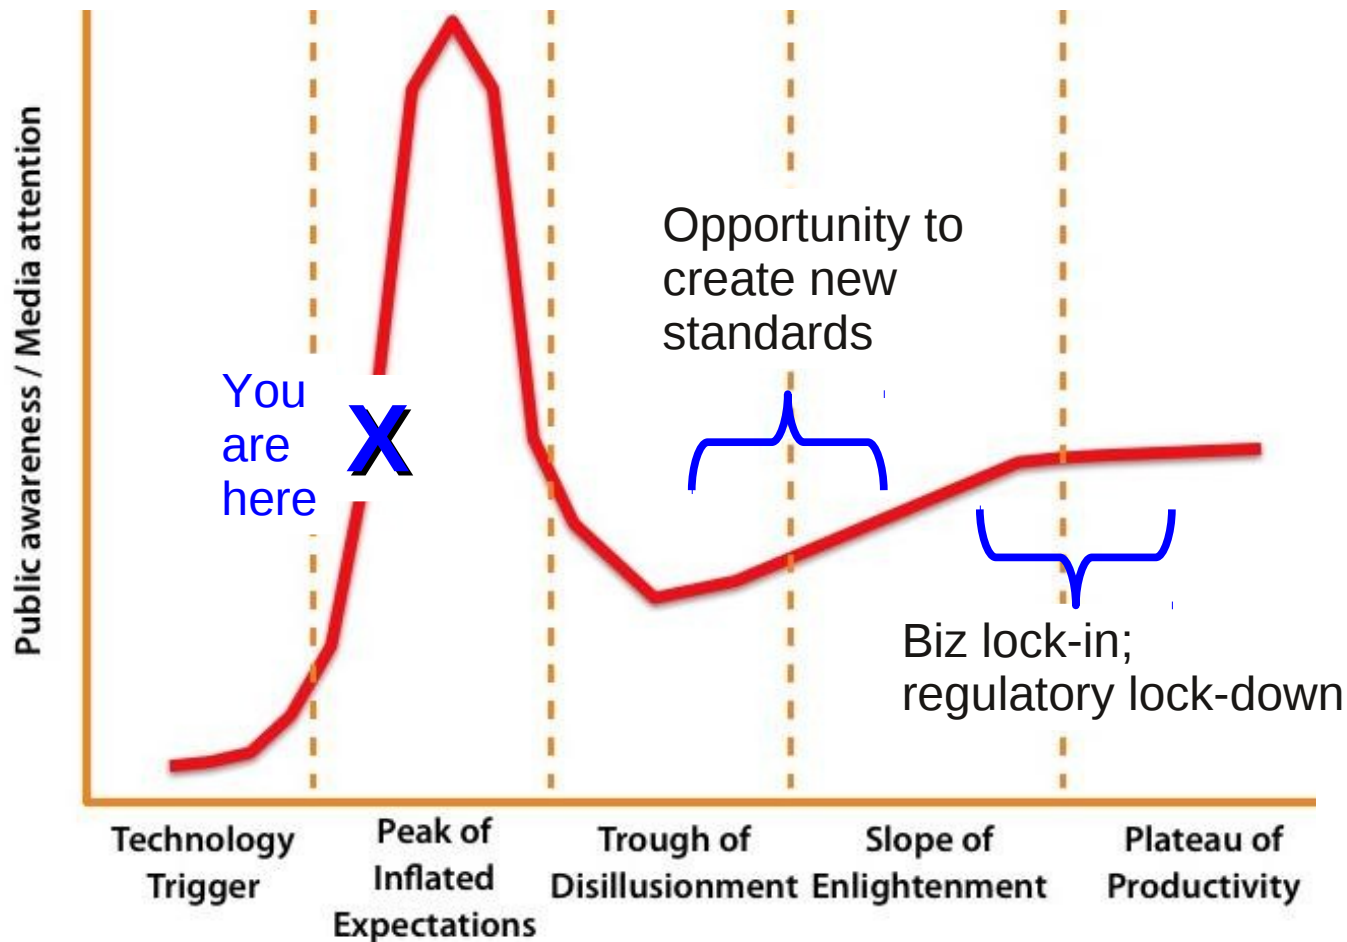 Public awareness / Media attention
Opportunity to
create new
standards
You
are
here
X
Biz lock-in;
regulatory lock-down
Technology
Trigger
Peak of
Inflated
Expectations
Trough of
Disillusionment
Slope of
Enlightenment
Plateau of
Productivity